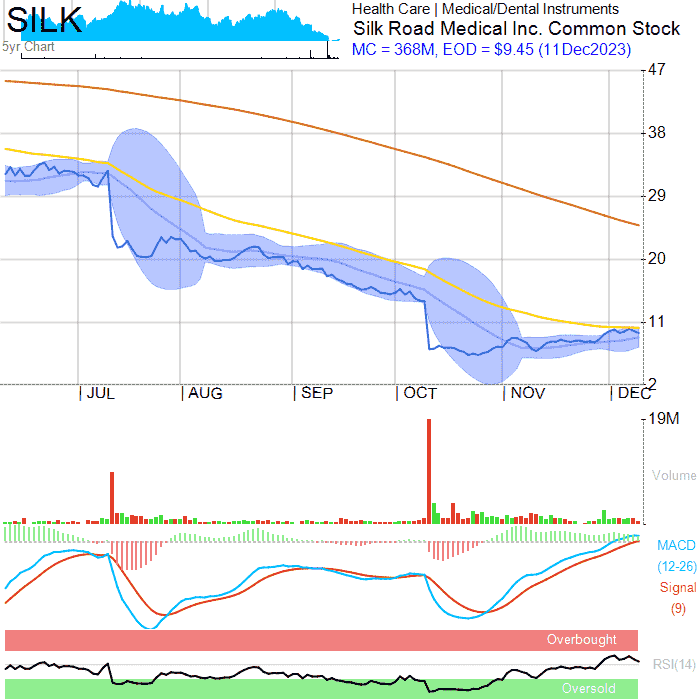 SILK
5yr Chart
Health Care | Medical/Dental Instruments
Silk Road Medical Inc. Common Stock
MC = 368M, EOD = $9.45 (11Dec2023)
47
38
29
20
11
2
| JUL | AUG | SEP | OCT | NOV | DEC
19M
Volume
MACD
(12-26)
Signal
(9)
Overbought
RSI(14)
Oversold